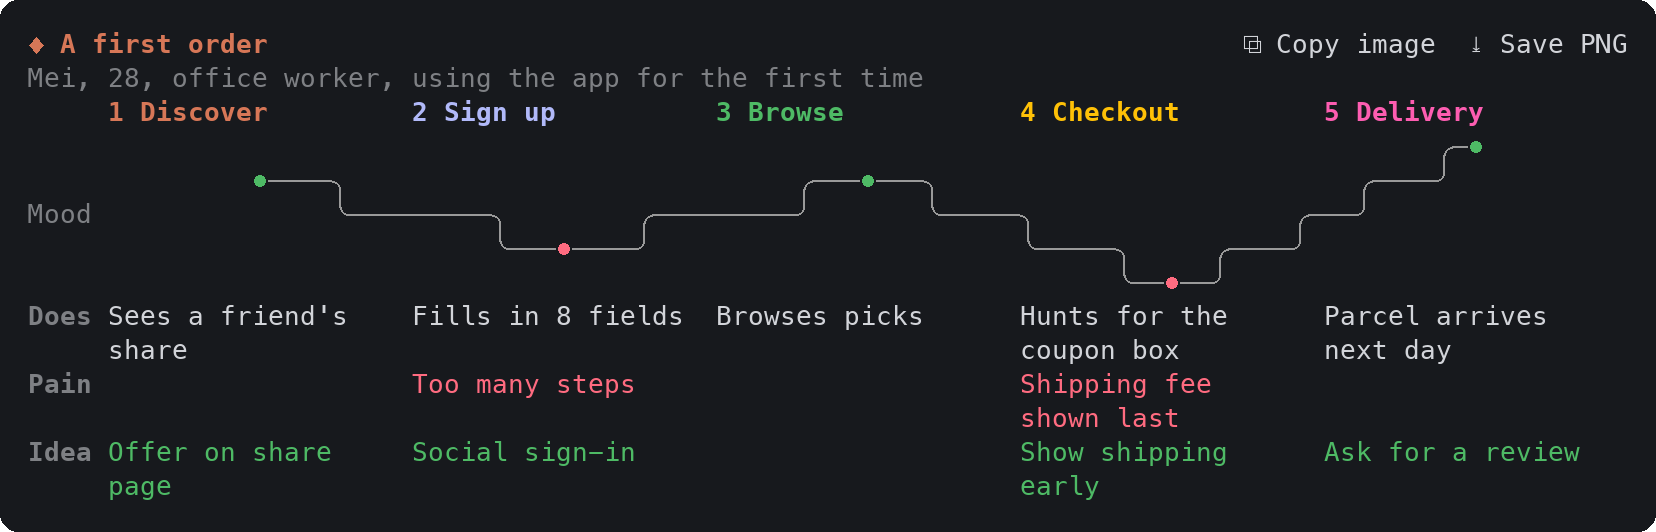 ♦ A first order
⧉ Copy image ⤓ Save PNG
Mei, 28, office worker, using the app for the first time
1 Discover 2 Sign up 3 Browse 4 Checkout 5 Delivery
Mood
Does Sees a friend's Fills in 8 fields Browses picks Hunts for the Parcel arrives
share coupon box next day
Pain Too many steps Shipping fee
shown last
Idea Offer on share Social sign-in Show shipping Ask for a review
page early